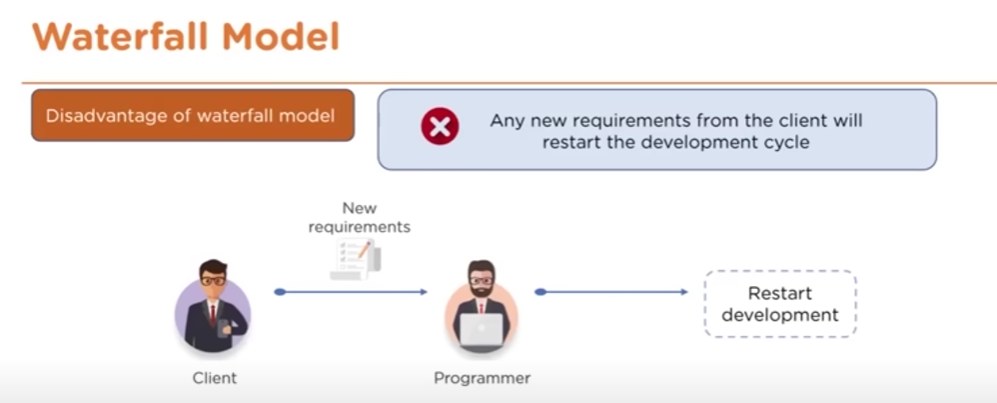 Waterfall Model
Disadvantage of waterfall model
Any new requirements from the client will
restart the development cycle
New
requirements
Client
Programmer
Restart
development